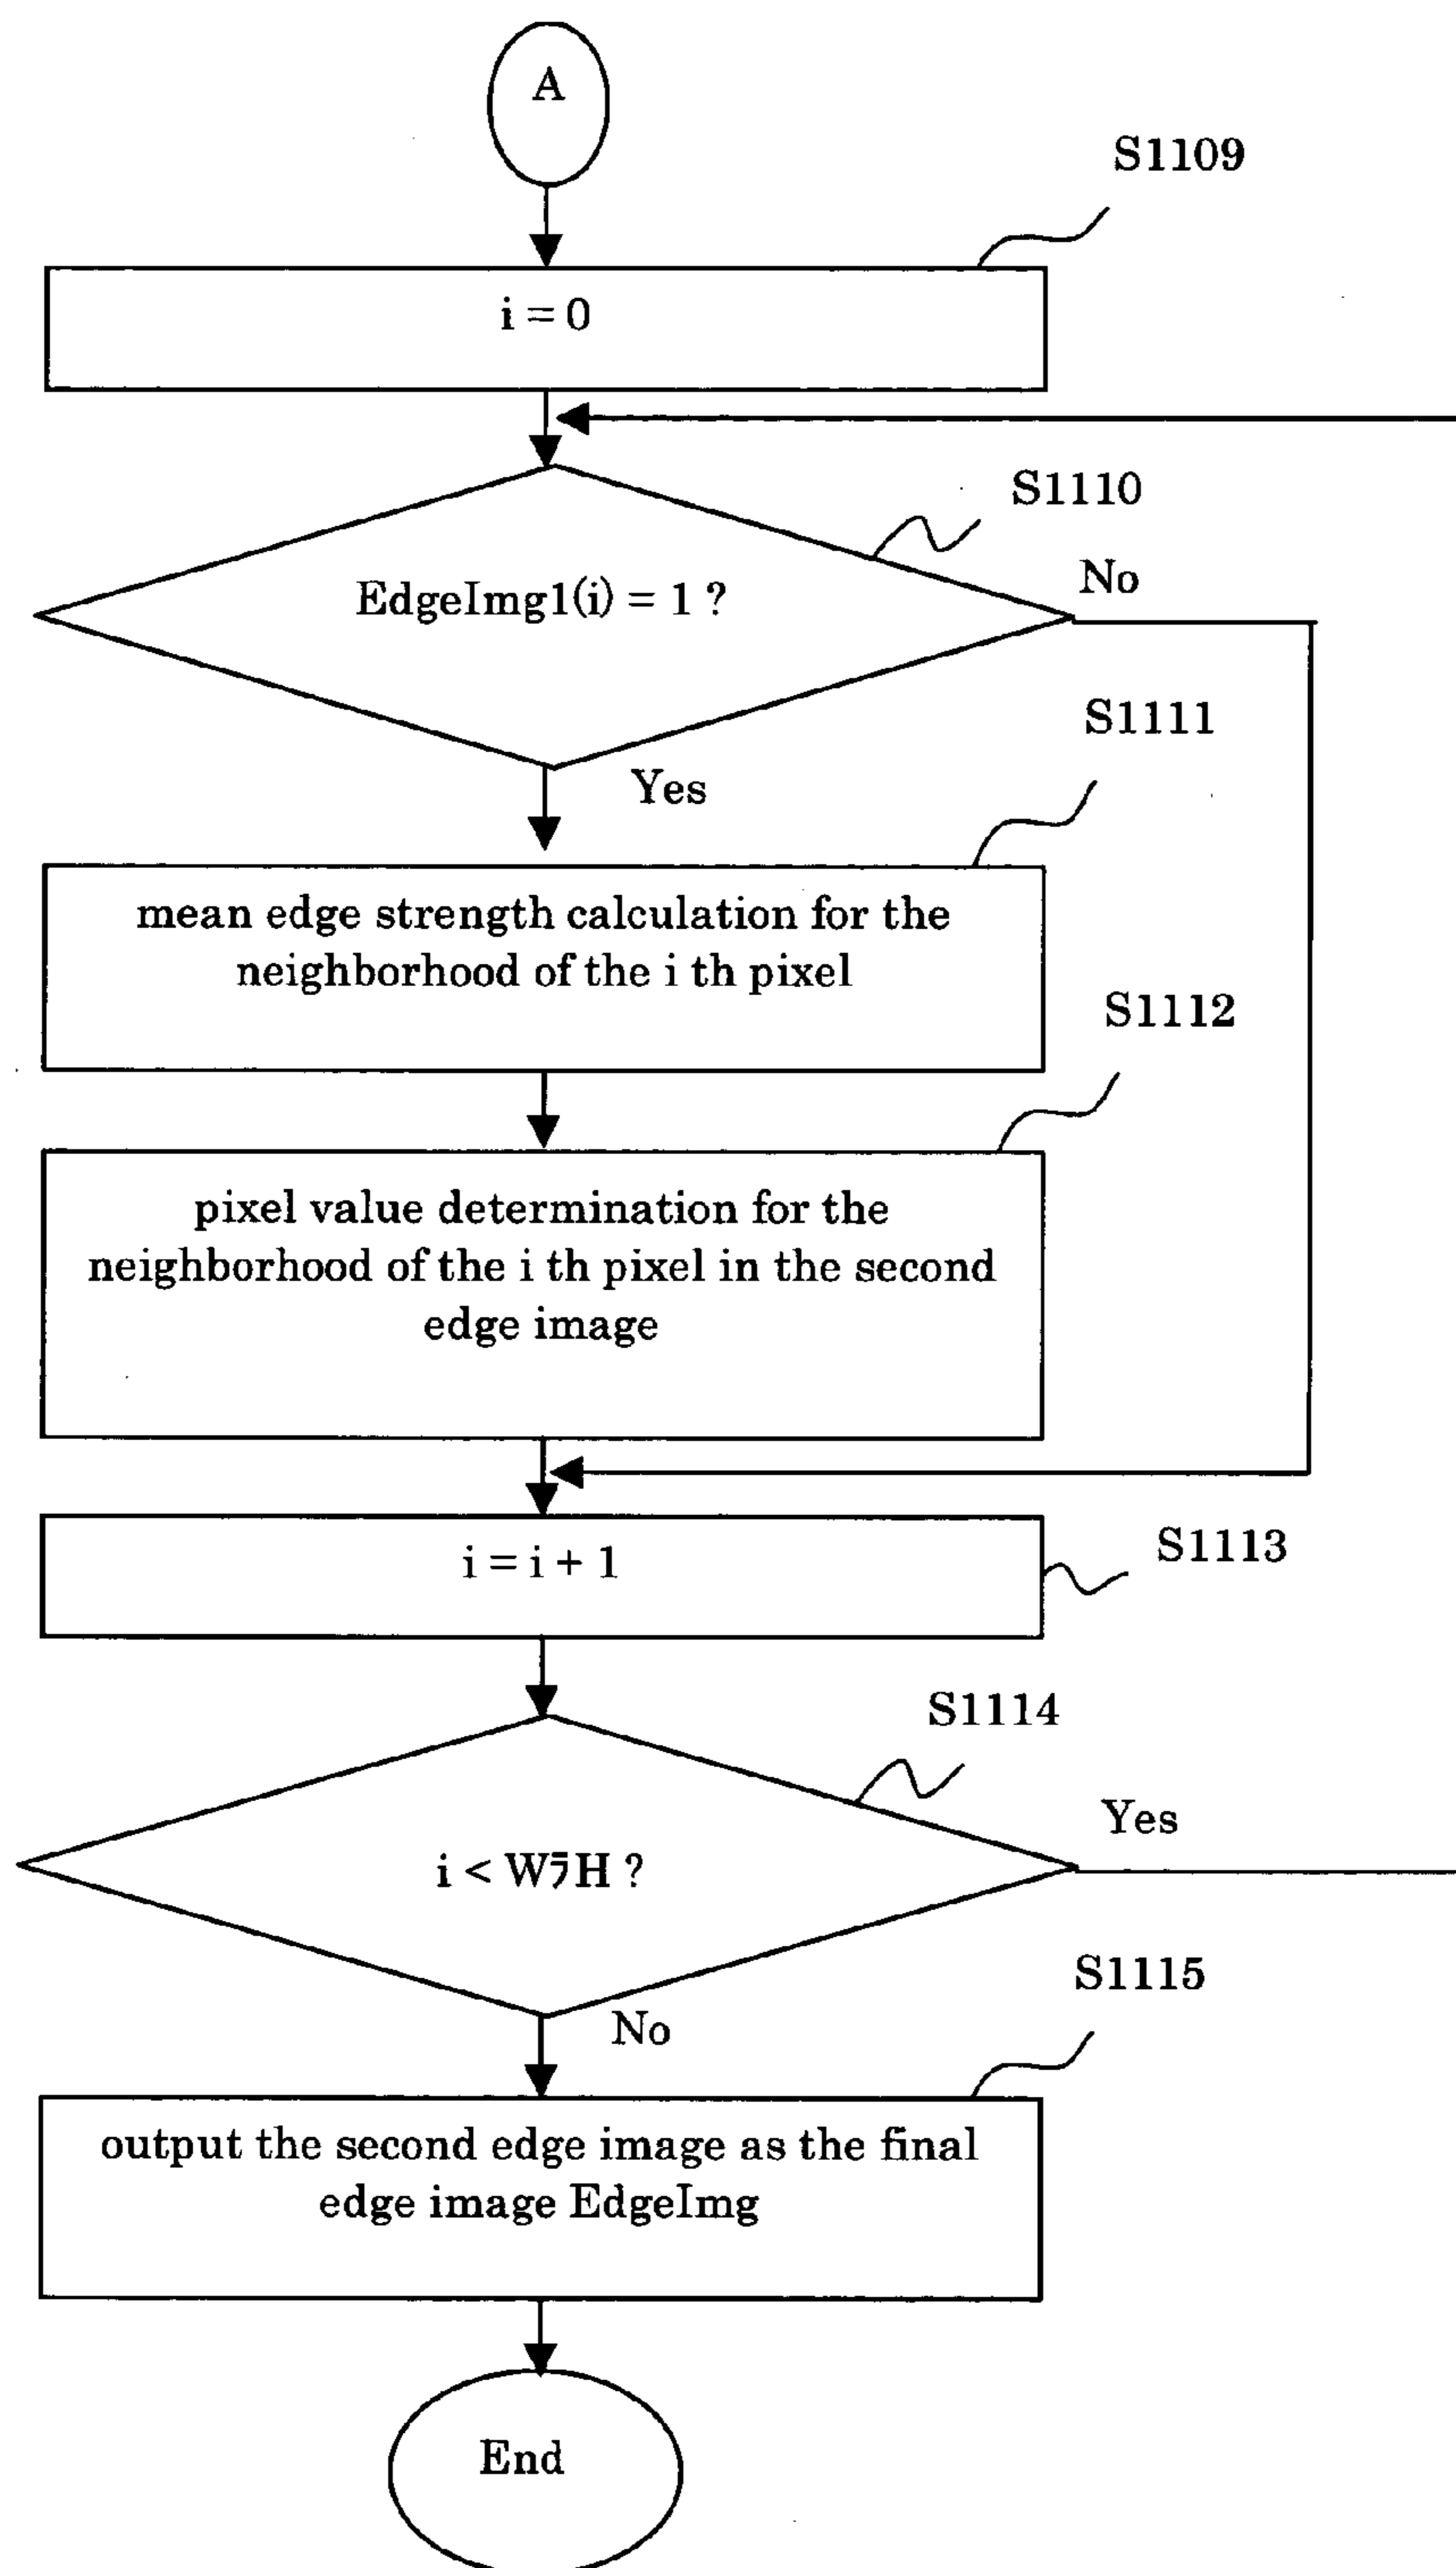 A
S1109
i = 0
S1110
EdgeImg1(i) = 1 ?
No
S1111
Yes
mean edge strength calculation for the
neighborhood of the i th pixel
S1112
pixel value determination for the
neighborhood of the i th pixel in the second
edge image
i = i + 1
S1113
S1114
Yes
i < W H ?
S1115
No
output the second edge image as the final
edge image EdgeImg
End